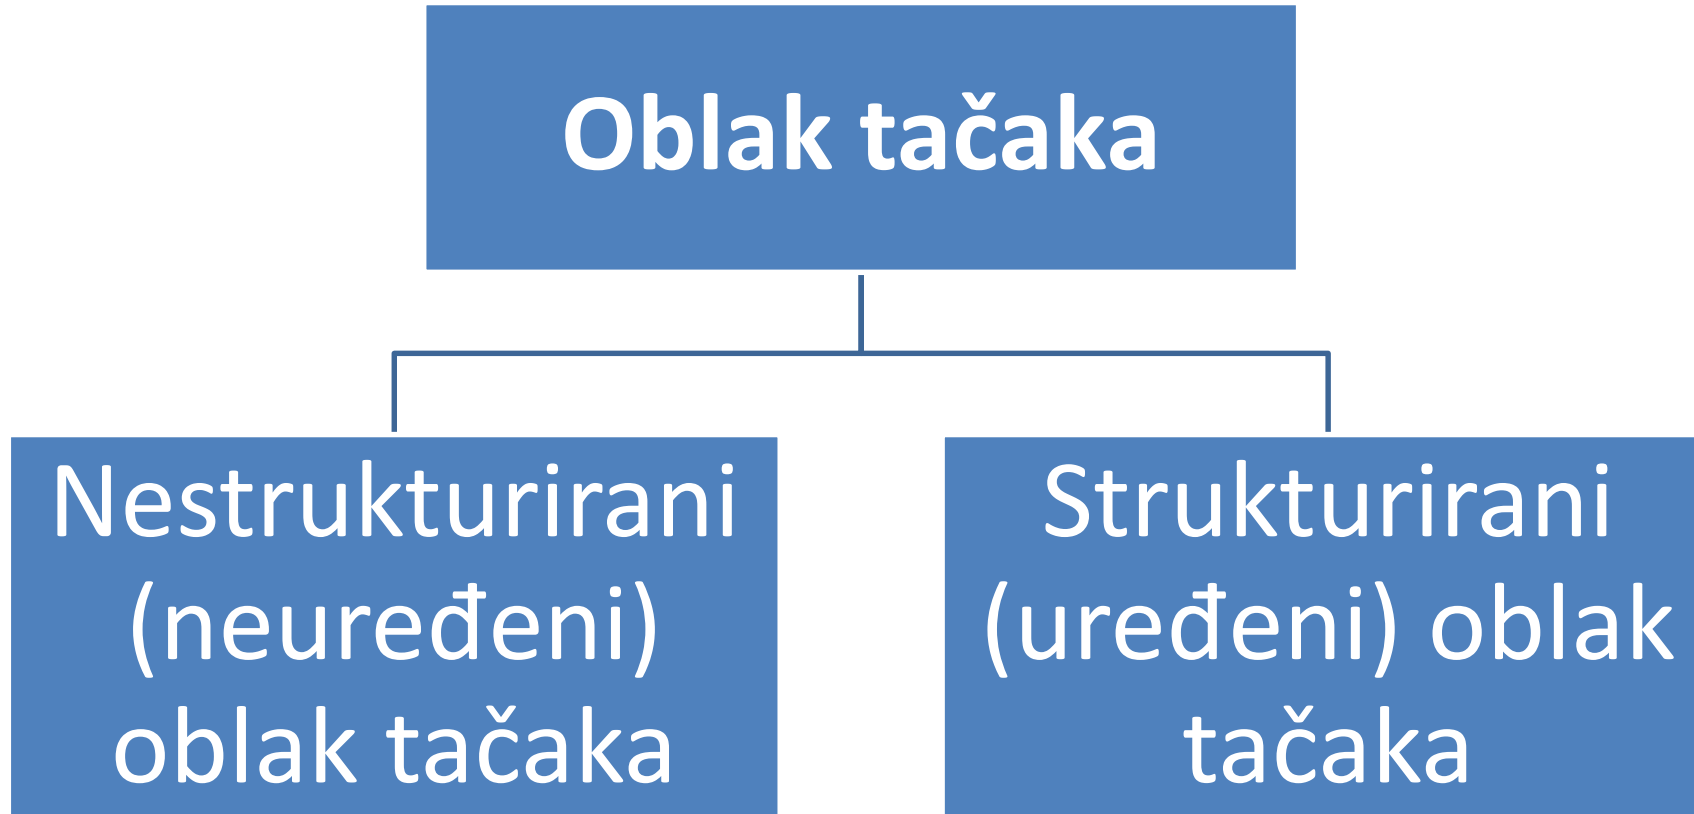 Oblak tačaka
Nestrukturirani
(neuređeni)
oblak tačaka
Strukturirani
(uređeni) oblak
tačaka